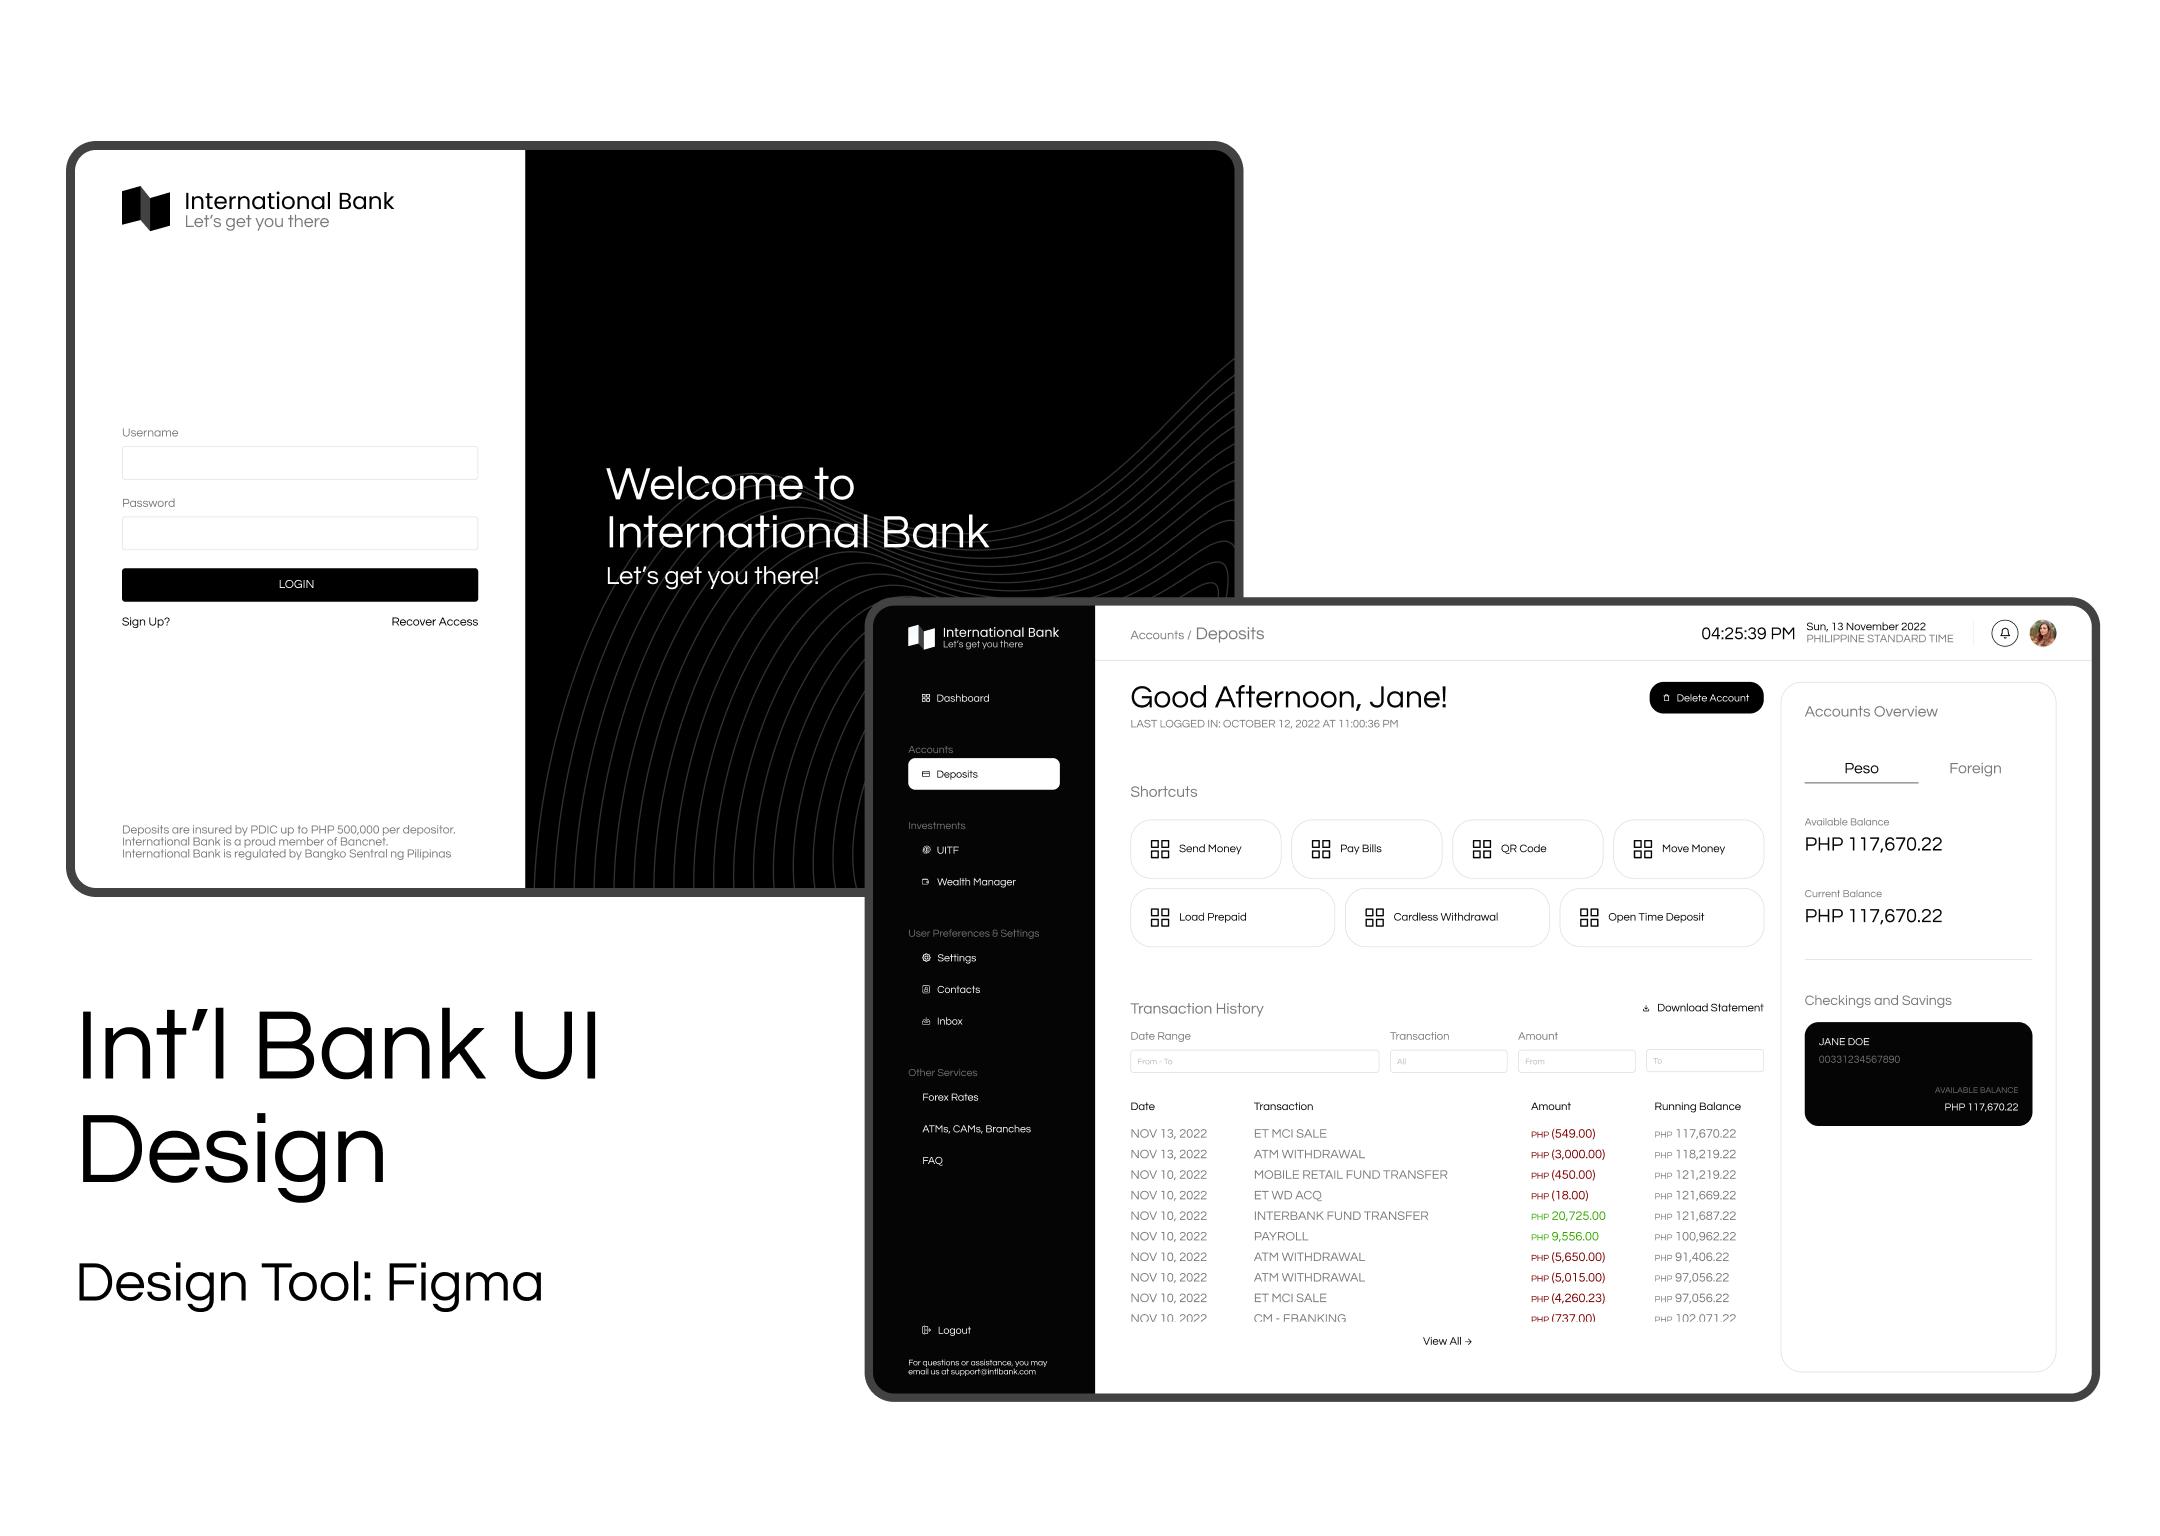 International Bank
Let's get you there
Username
Password
LOGIN
Sign Up? Recover Access
Deposits are insured by PDIC up to PHP 500,000 per depositor.
International Bank is a proud member of Bancnet.
International Bank is regulated by Bangko Sentral ng Pilipinas
Welcome to
International Bank
Let's get you there!
Int'l Bank UI
Design
Design Tool: Figma
International Bank
Let's get you there
Dashboard
Accounts
Deposits
Investments
UITF
Wealth Manager
User Preferences & Settings
Settings
Contacts
Inbox
Other Services
Forex Rates
ATMs, CAMs, Branches
FAQ
Logout
For questions or assistance, you may
email us at support@intlbank.com
Accounts / Deposits
04:25:39 PM
Sun, 13 November 2022
PHILIPPINE STANDARD TIME
Good Afternoon, Jane!
LAST LOGGED IN: OCTOBER 12, 2022 AT 11:00:36 PM
Delete Account
Shortcuts
Send Money
Pay Bills
QR Code
Move Money
Load Prepaid
Cardless Withdrawal
Open Time Deposit
Transaction History
Download Statement
Date Range Transaction Amount
From - To All From To
Date Transaction Amount Running Balance
NOV 13, 2022 ET MCI SALE PHP (549.00) PHP 117,670.22
NOV 13, 2022 ATM WITHDRAWAL PHP (3,000.00) PHP 118,219.22
NOV 10, 2022 MOBILE RETAIL FUND TRANSFER PHP (450.00) PHP 121,219.22
NOV 10, 2022 ET WD ACQ PHP (18.00) PHP 121,669.22
NOV 10, 2022 INTERBANK FUND TRANSFER PHP 20,725.00 PHP 121,687.22
NOV 10, 2022 PAYROLL PHP 9,556.00 PHP 100,962.22
NOV 10, 2022 ATM WITHDRAWAL PHP (5,650.00) PHP 91,406.22
NOV 10, 2022 ATM WITHDRAWAL PHP (5,015.00) PHP 97,056.22
NOV 10, 2022 ET MCI SALE PHP (4,260.23) PHP 97,056.22
NOV 10, 2022 CM - EBANKING PHP (737.00) PHP 102,071.22
View All →
Accounts Overview
Peso Foreign
Available Balance
PHP 117,670.22
Current Balance
PHP 117,670.22
Checkings and Savings
JANE DOE
00331234567890
AVAILABLE BALANCE
PHP 117,670.22